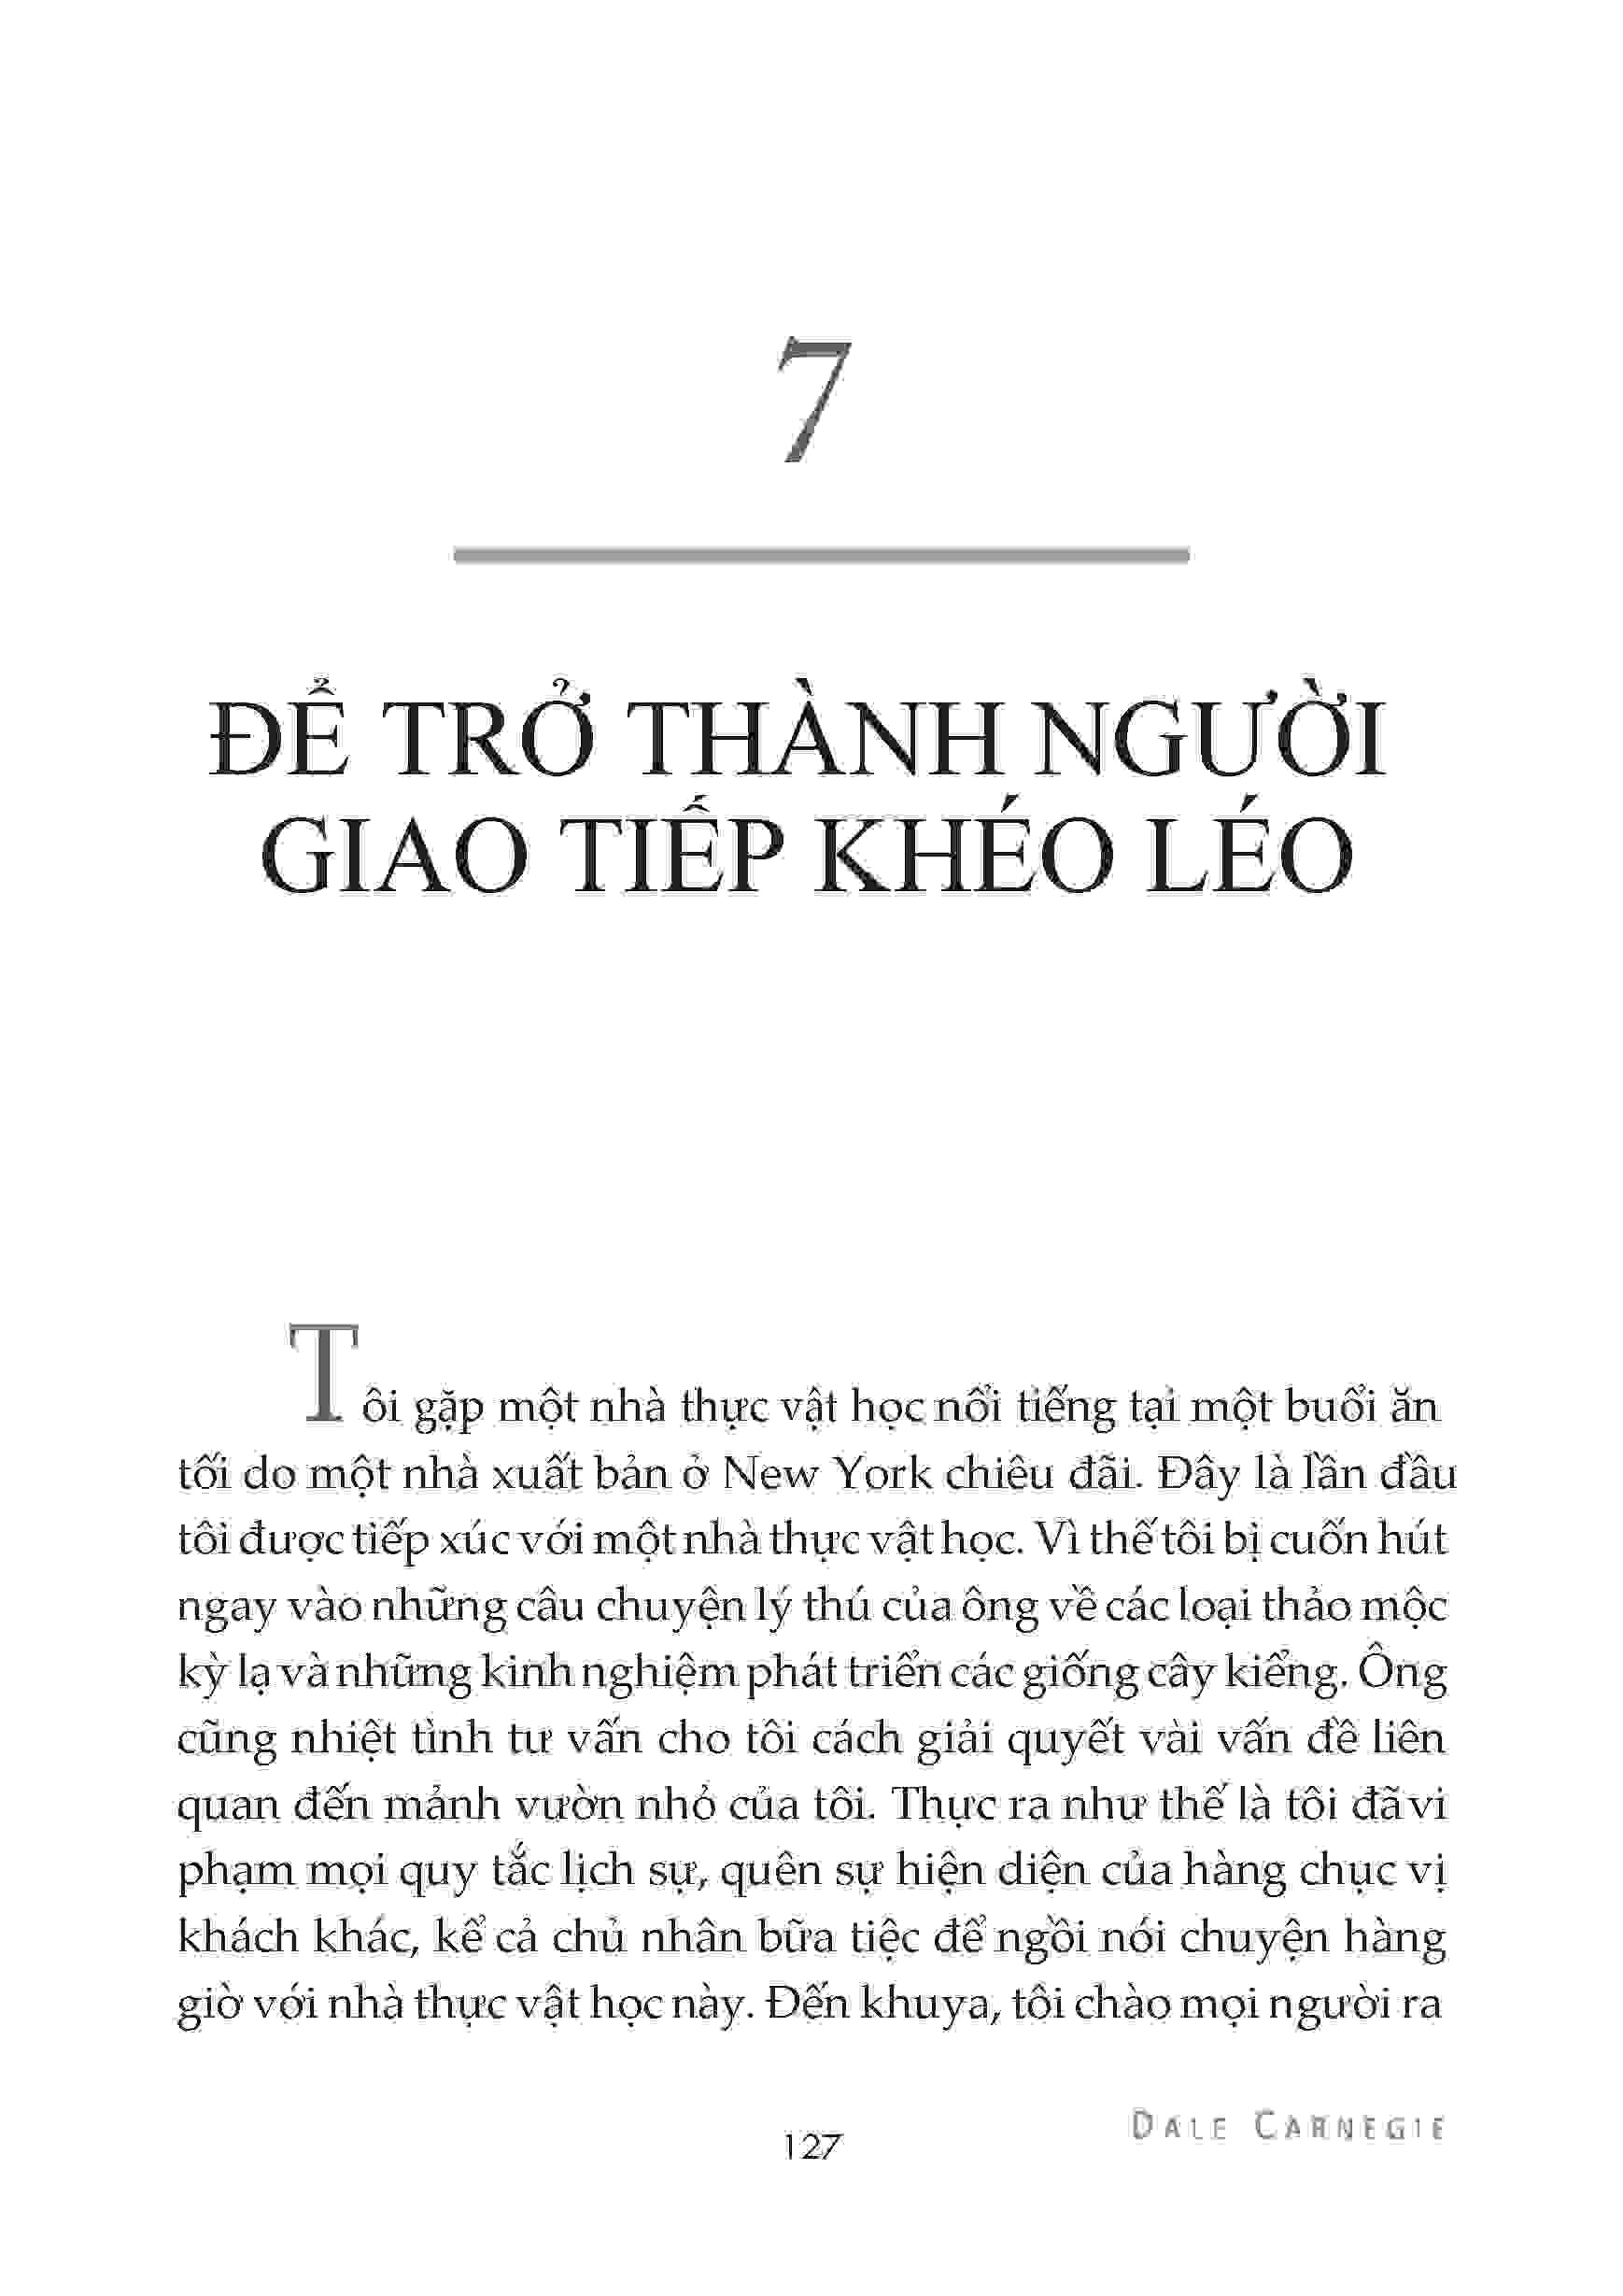 7
ĐỂ TRỞ THÀNH NGƯỜI
GIAO TIẾP KHÉO LÉO
Tôi gặp một nhà thực vật học nổi tiếng tại một buổi ăn
tối do một nhà xuất bản ở New York chiêu đãi. Đây là lần đầu
tôi được tiếp xúc với một nhà thực vật học. Vì thế tôi bị cuốn hút
ngay vào những câu chuyện lý thú của ông về các loại thảo mộc
kỳ lạ và những kinh nghiệm phát triển các giống cây kiểng. Ông
cũng nhiệt tình tư vấn cho tôi cách giải quyết vài vấn đề liên
quan đến mảnh vườn nhỏ của tôi. Thực ra như thế là tôi đã vi
phạm mọi quy tắc lịch sự, quên sự hiện diện của hàng chục vị
khách khác, kể cả chủ nhân bữa tiệc để ngồi nói chuyện hàng
giờ với nhà thực vật học này. Đến khuya, tôi chào mọi người ra
127
DALE CARNEGIE